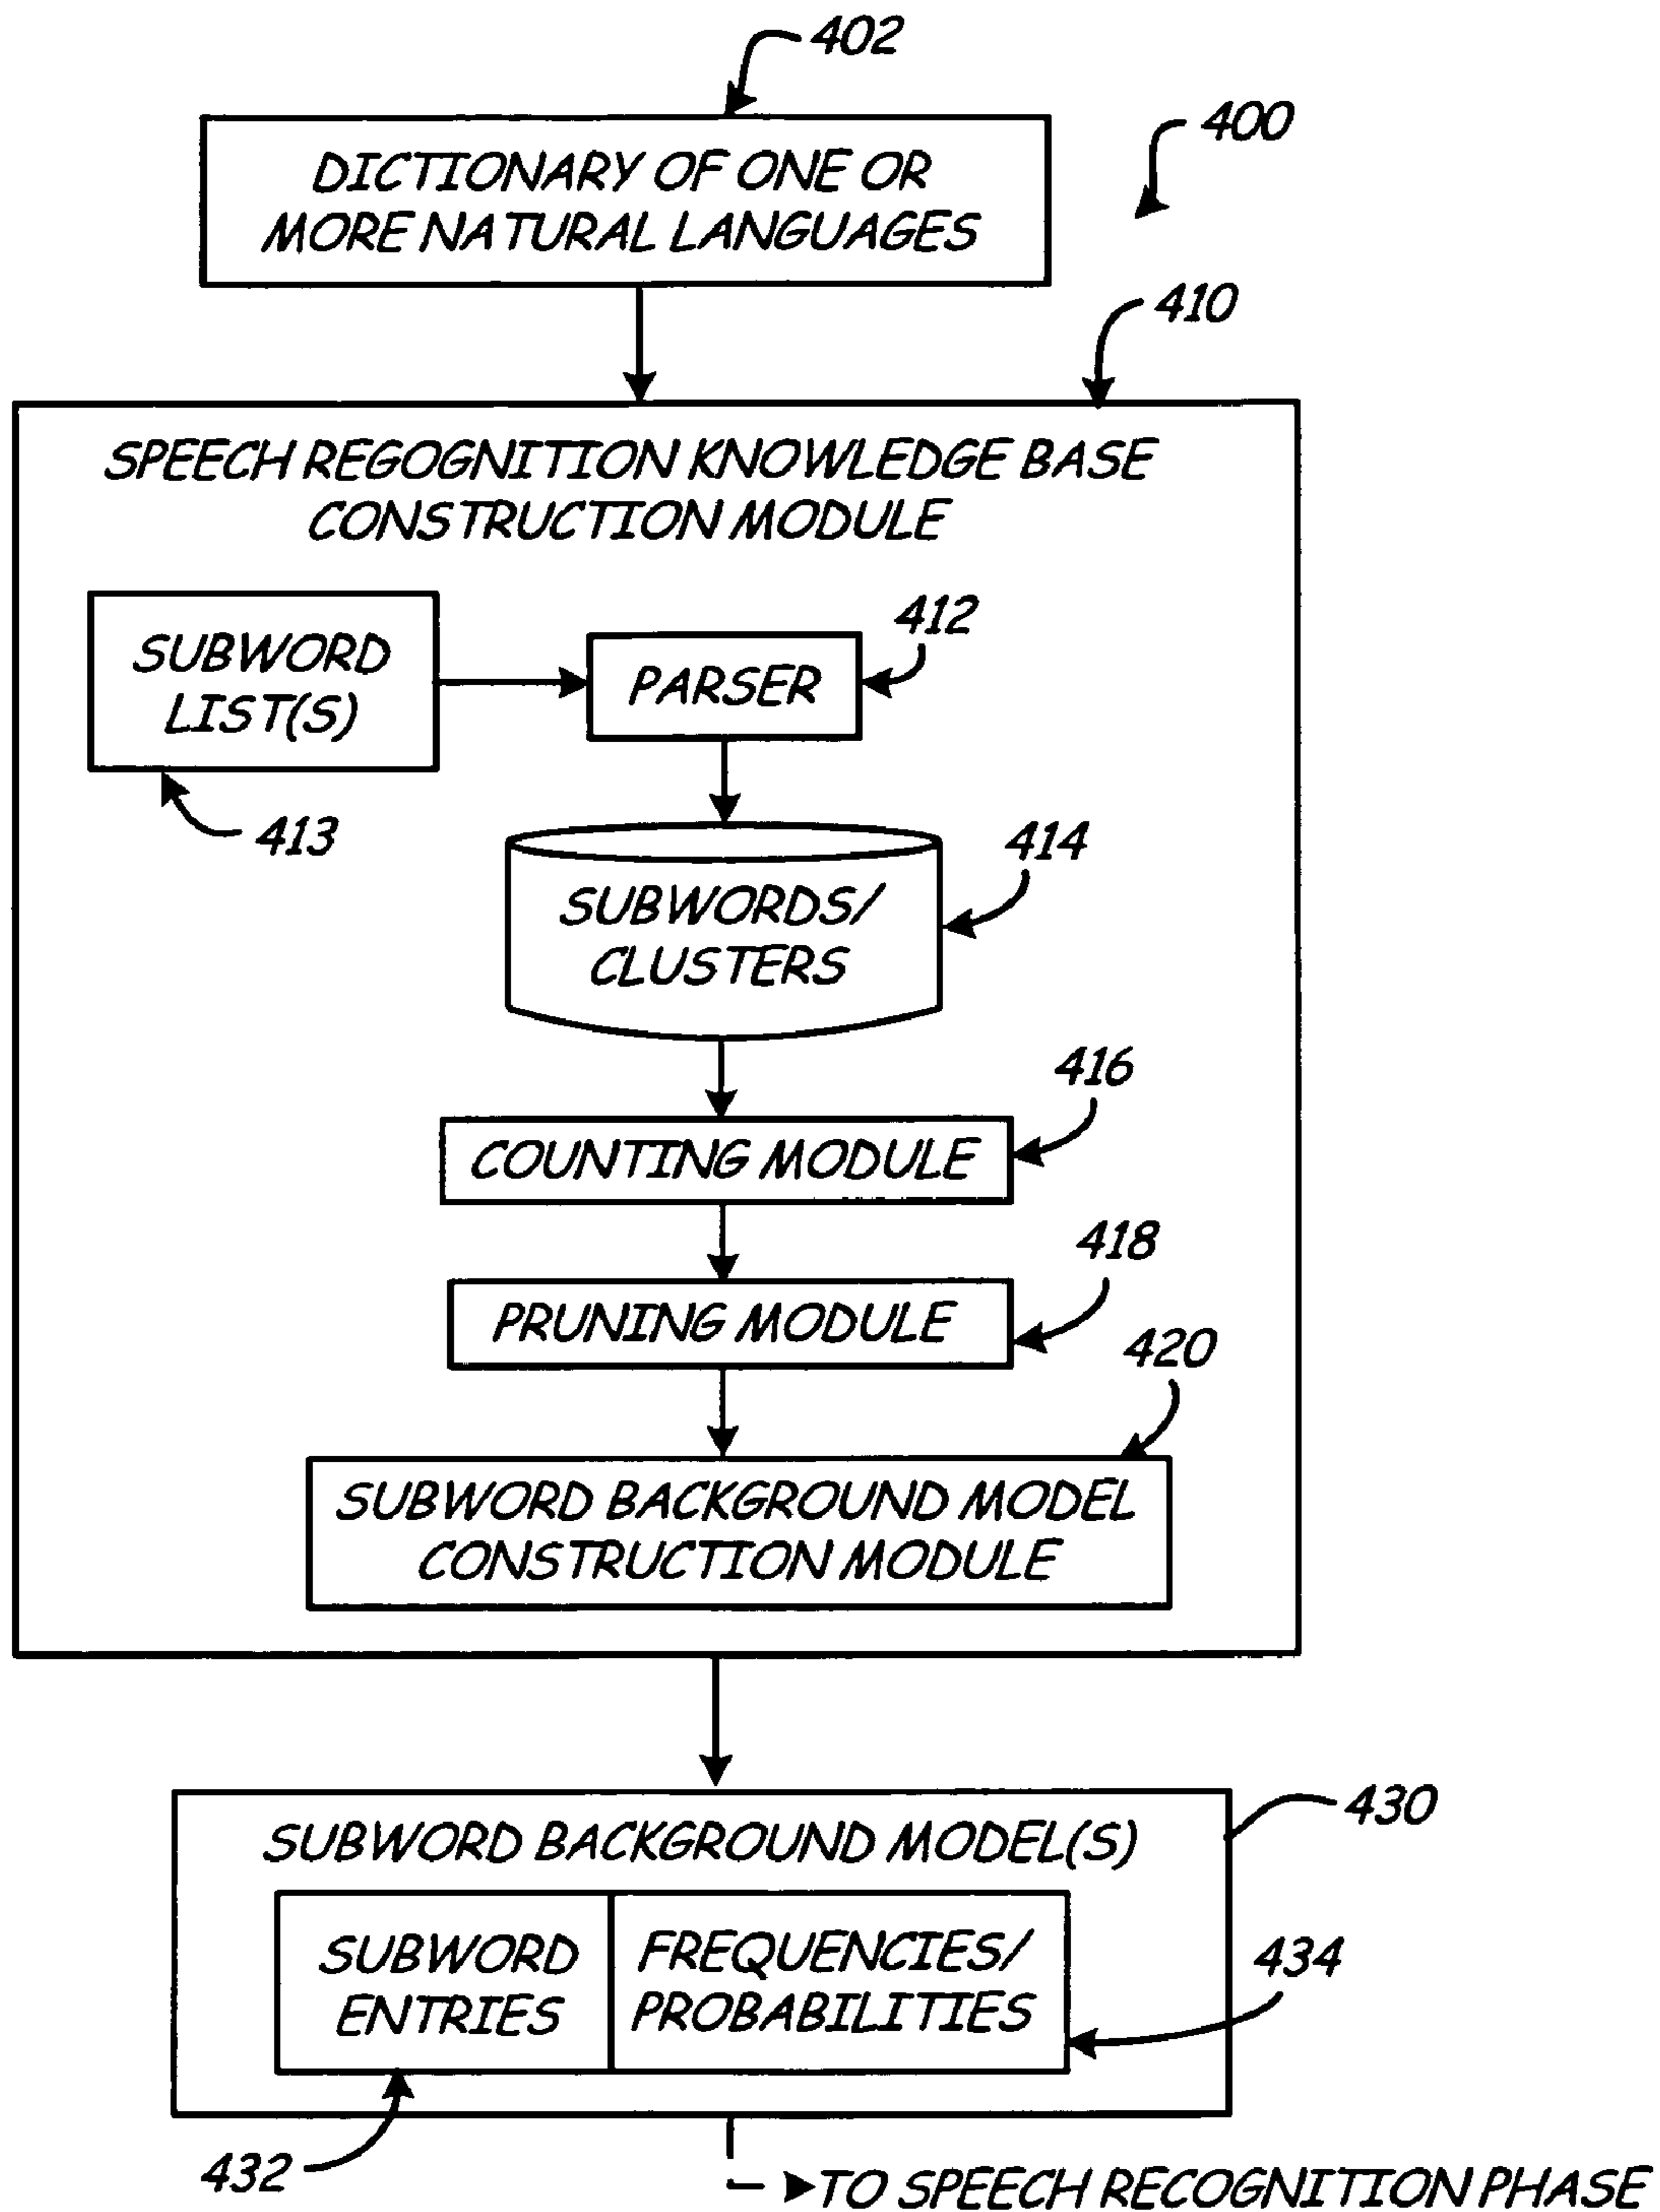 402
400
DICTIONARY OF ONE OR
MORE NATURAL LANGUAGES
410
SPEECH REGOGNITION KNOWLEDGE BASE
CONSTRUCTION MODULE
412
SUBWORD
LIST(S)
PARSER
413
414
SUBWORDS/
CLUSTERS
416
COUNTING MODULE
418
PRUNING MODULE
420
SUBWORD BACKGROUND MODEL
CONSTRUCTION MODULE
430
SUBWORD BACKGROUND MODEL(S)
SUBWORD
ENTRIES
FREQUENCIES/
PROBABILITIES
434
432
TO SPEECH RECOGNITION PHASE